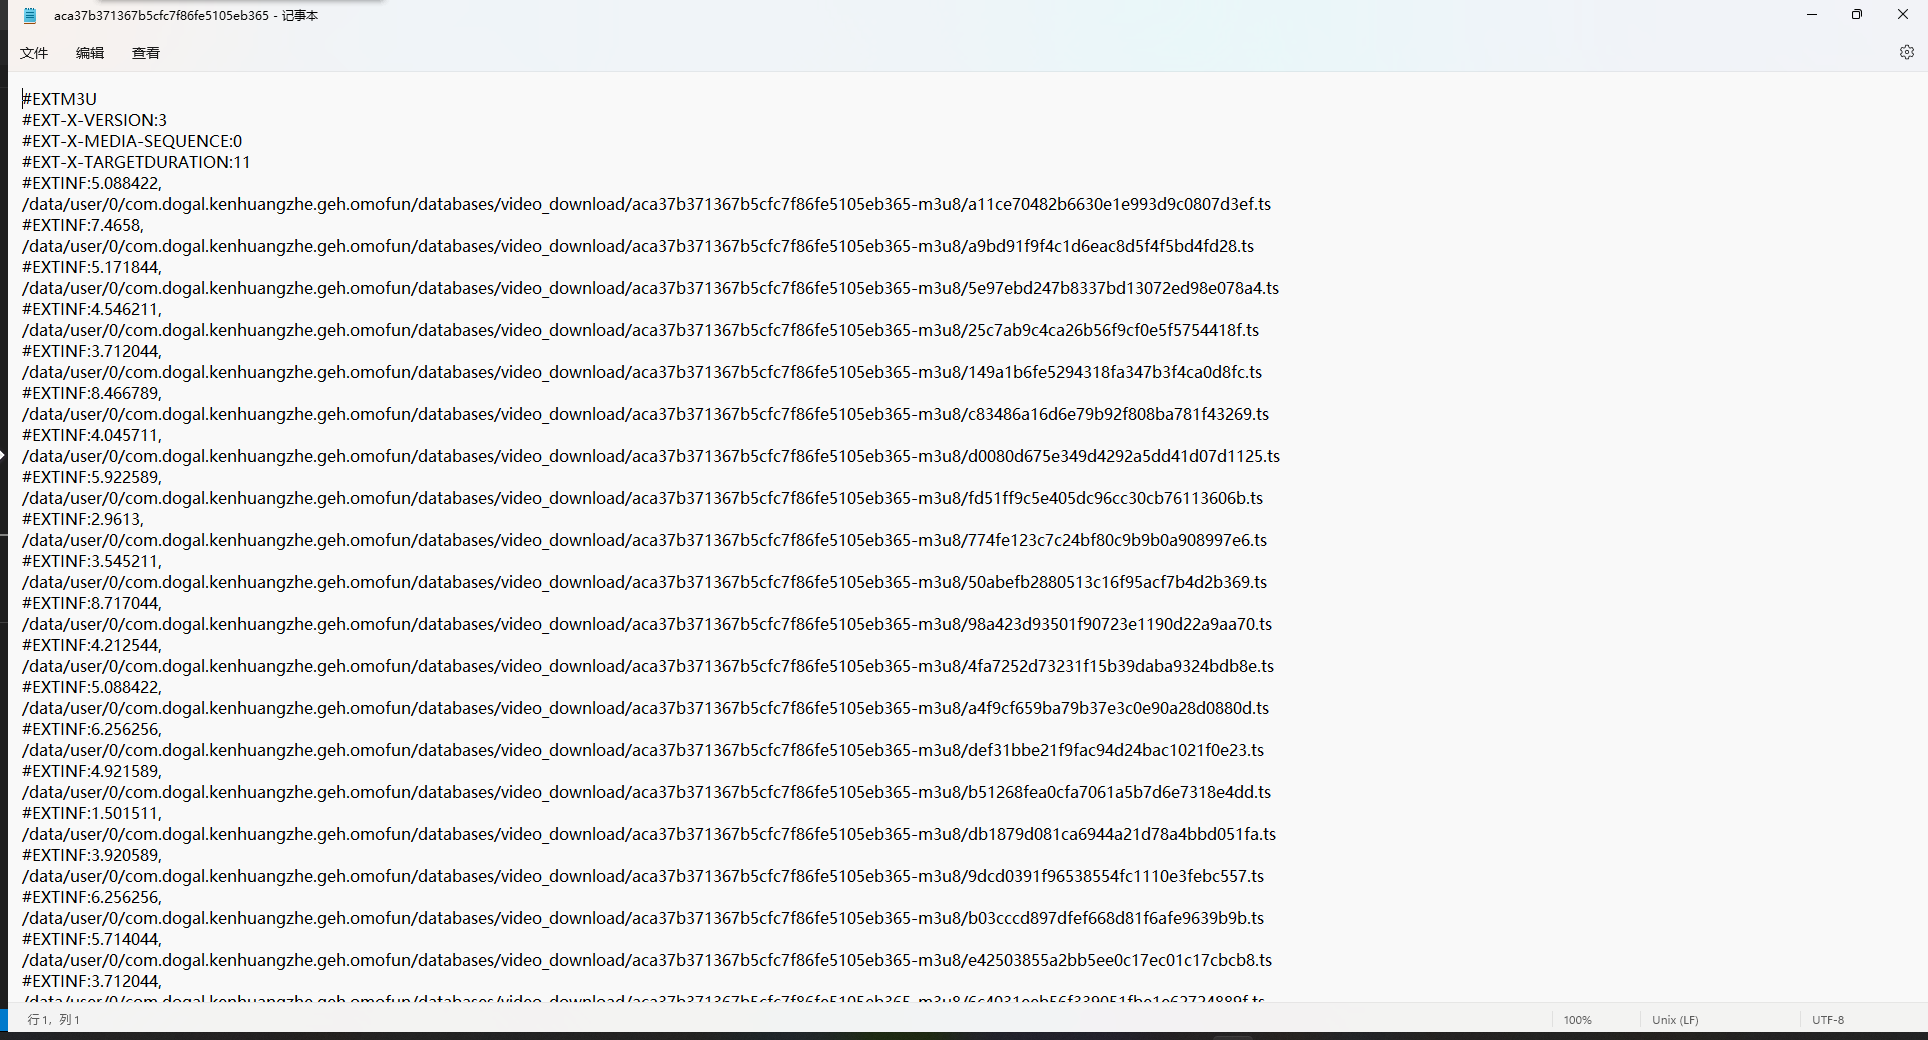 aca37b371367b5cfc7f86fe5105eb365 - 记事本
文件 编辑 查看
#EXTM3U
#EXT-X-VERSION:3
#EXT-X-MEDIA-SEQUENCE:0
#EXT-X-TARGETDURATION:11
#EXTINF:5.088422,
/data/user/0/com.dogal.kenhuangzhe.geh.omofun/databases/video_download/aca37b371367b5cfc7f86fe5105eb365-m3u8/a11ce70482b6630e1e993d9c0807d3ef.ts
#EXTINF:7.4658,
/data/user/0/com.dogal.kenhuangzhe.geh.omofun/databases/video_download/aca37b371367b5cfc7f86fe5105eb365-m3u8/a9bd91f9f4c1d6eac8d5f4f5bd4fd28.ts
#EXTINF:5.171844,
/data/user/0/com.dogal.kenhuangzhe.geh.omofun/databases/video_download/aca37b371367b5cfc7f86fe5105eb365-m3u8/5e97ebd247b8337bd13072ed98e078a4.ts
#EXTINF:4.546211,
/data/user/0/com.dogal.kenhuangzhe.geh.omofun/databases/video_download/aca37b371367b5cfc7f86fe5105eb365-m3u8/25c7ab9c4ca26b56f9cf0e5f5754418f.ts
#EXTINF:3.712044,
/data/user/0/com.dogal.kenhuangzhe.geh.omofun/databases/video_download/aca37b371367b5cfc7f86fe5105eb365-m3u8/149a1b6fe5294318fa347b3f4ca0d8fc.ts
#EXTINF:8.466789,
/data/user/0/com.dogal.kenhuangzhe.geh.omofun/databases/video_download/aca37b371367b5cfc7f86fe5105eb365-m3u8/c83486a16d6e79b92f808ba781f43269.ts
#EXTINF:4.045711,
/data/user/0/com.dogal.kenhuangzhe.geh.omofun/databases/video_download/aca37b371367b5cfc7f86fe5105eb365-m3u8/d0080d675e349d4292a5dd41d07d1125.ts
#EXTINF:5.922589,
/data/user/0/com.dogal.kenhuangzhe.geh.omofun/databases/video_download/aca37b371367b5cfc7f86fe5105eb365-m3u8/fd51ff9c5e405dc96cc30cb76113606b.ts
#EXTINF:2.9613,
/data/user/0/com.dogal.kenhuangzhe.geh.omofun/databases/video_download/aca37b371367b5cfc7f86fe5105eb365-m3u8/774fe123c7c24bf80c9b9b0a908997e6.ts
#EXTINF:3.545211,
/data/user/0/com.dogal.kenhuangzhe.geh.omofun/databases/video_download/aca37b371367b5cfc7f86fe5105eb365-m3u8/50abefb2880513c16f95acf7b4d2b369.ts
#EXTINF:8.717044,
/data/user/0/com.dogal.kenhuangzhe.geh.omofun/databases/video_download/aca37b371367b5cfc7f86fe5105eb365-m3u8/98a423d93501f90723e1190d22a9aa70.ts
#EXTINF:4.212544,
/data/user/0/com.dogal.kenhuangzhe.geh.omofun/databases/video_download/aca37b371367b5cfc7f86fe5105eb365-m3u8/4fa7252d73231f15b39daba9324bdb8e.ts
#EXTINF:5.088422,
/data/user/0/com.dogal.kenhuangzhe.geh.omofun/databases/video_download/aca37b371367b5cfc7f86fe5105eb365-m3u8/a4f9cf659ba79b37e3c0e90a28d0880d.ts
#EXTINF:6.256256,
/data/user/0/com.dogal.kenhuangzhe.geh.omofun/databases/video_download/aca37b371367b5cfc7f86fe5105eb365-m3u8/def31bbe21f9fac94d24bac1021f0e23.ts
#EXTINF:4.921589,
/data/user/0/com.dogal.kenhuangzhe.geh.omofun/databases/video_download/aca37b371367b5cfc7f86fe5105eb365-m3u8/b51268fea0cfa7061a5b7d6e7318e4dd.ts
#EXTINF:1.501511,
/data/user/0/com.dogal.kenhuangzhe.geh.omofun/databases/video_download/aca37b371367b5cfc7f86fe5105eb365-m3u8/db1879d081ca6944a21d78a4bbd051fa.ts
#EXTINF:3.920589,
/data/user/0/com.dogal.kenhuangzhe.geh.omofun/databases/video_download/aca37b371367b5cfc7f86fe5105eb365-m3u8/9dcd0391f96538554fc1110e3febc557.ts
#EXTINF:6.256256,
/data/user/0/com.dogal.kenhuangzhe.geh.omofun/databases/video_download/aca37b371367b5cfc7f86fe5105eb365-m3u8/b03cccd897dfef668d81f6afe9639b9b.ts
#EXTINF:5.714044,
/data/user/0/com.dogal.kenhuangzhe.geh.omofun/databases/video_download/aca37b371367b5cfc7f86fe5105eb365-m3u8/e42503855a2bb5ee0c17ec01c17cbcb8.ts
#EXTINF:3.712044,
行 1, 列 1 100% Unix (LF) UTF-8